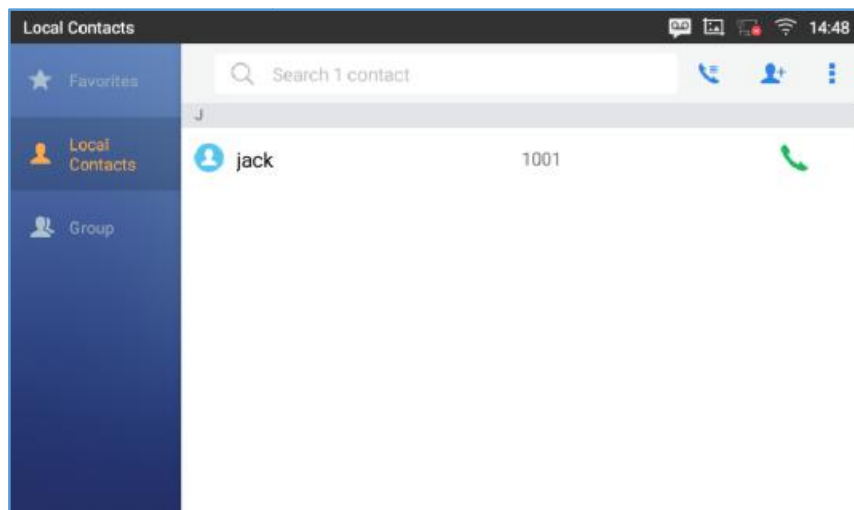 Local Contacts
14:48
Favorites
Search 1 contact
J
Local
Contacts
jack
1001
Group